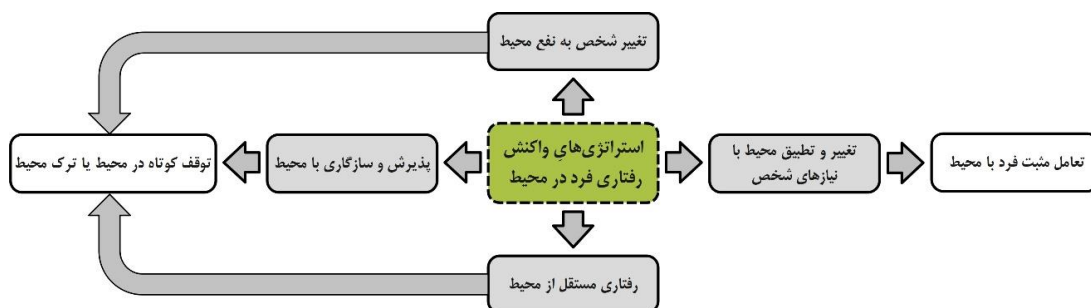 تغییر شخص به نفع محیط
استراتژی‌هایِ واکنش
رفتاری فرد در محیط
تغییر و تطبیق محیط با
نیازهای شخص
تعامل مثبت فرد با محیط
پذیرش و سازگاری با محیط
توقف کوتاه در محیط یا ترک محیط
رفتاری مستقل از محیط